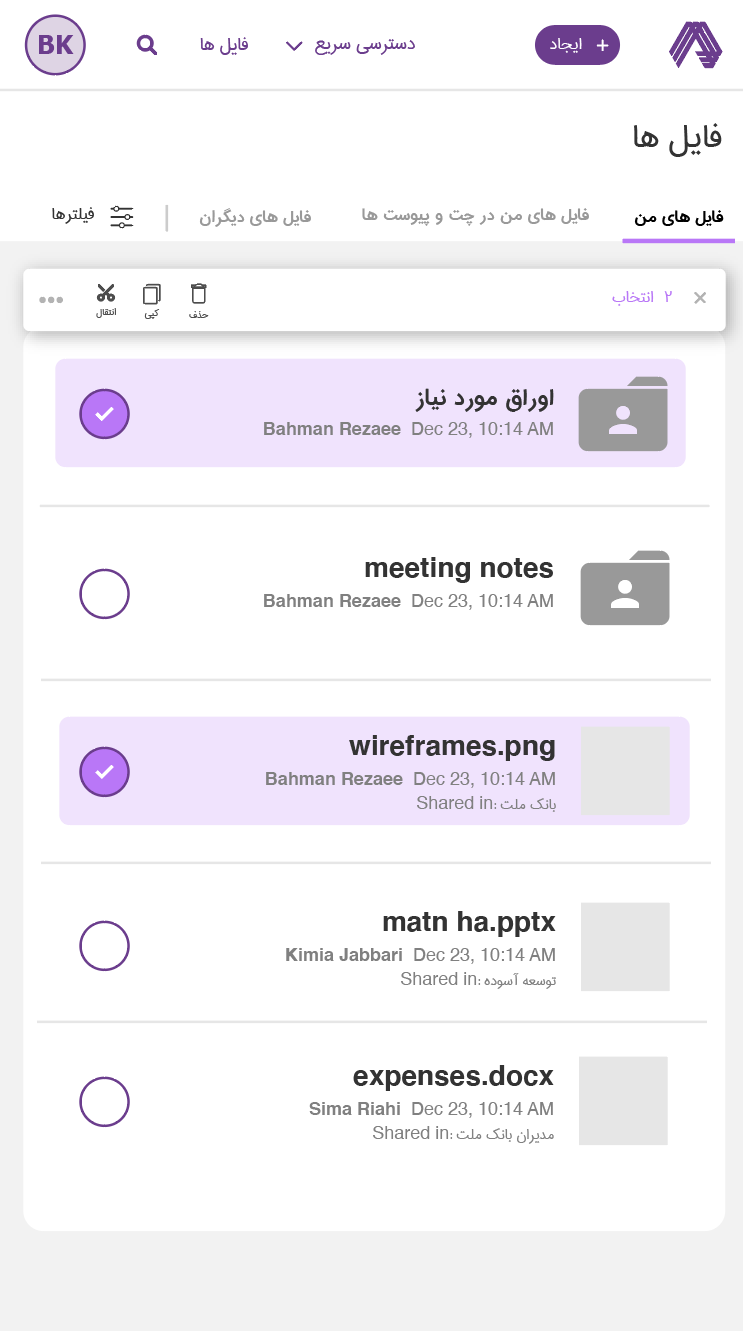 + ایجاد
دسترسی سریع
فایل ها
BK
فایل ها
فایل های من
فایل های من در چت و پیوست ها
فایل های دیگران
فیلترها
۲ انتخاب
حذف
کپی
انتقال
اوراق مورد نیاز
Bahman Rezaee Dec 23, 10:14 AM
meeting notes
Bahman Rezaee Dec 23, 10:14 AM
wireframes.png
Bahman Rezaee Dec 23, 10:14 AM
Shared in: بانک ملت
matn ha.pptx
Kimia Jabbari Dec 23, 10:14 AM
Shared in: توسعه آسوده
expenses.docx
Sima Riahi Dec 23, 10:14 AM
Shared in: مدیران بانک ملت